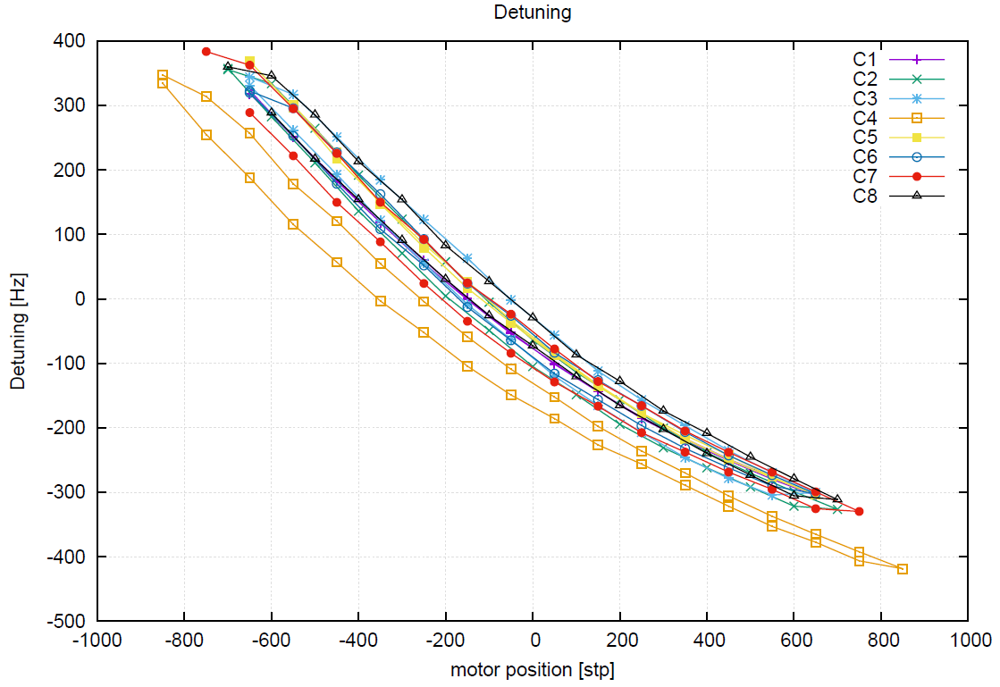 Detuning
400
300
200
100
0
-100
-200
-300
-400
-500
Detuning [Hz]
C1
C2
C3
C4
C5
C6
C7
C8
-1000 -800 -600 -400 -200 0 200 400 600 800 1000
motor position [stp]